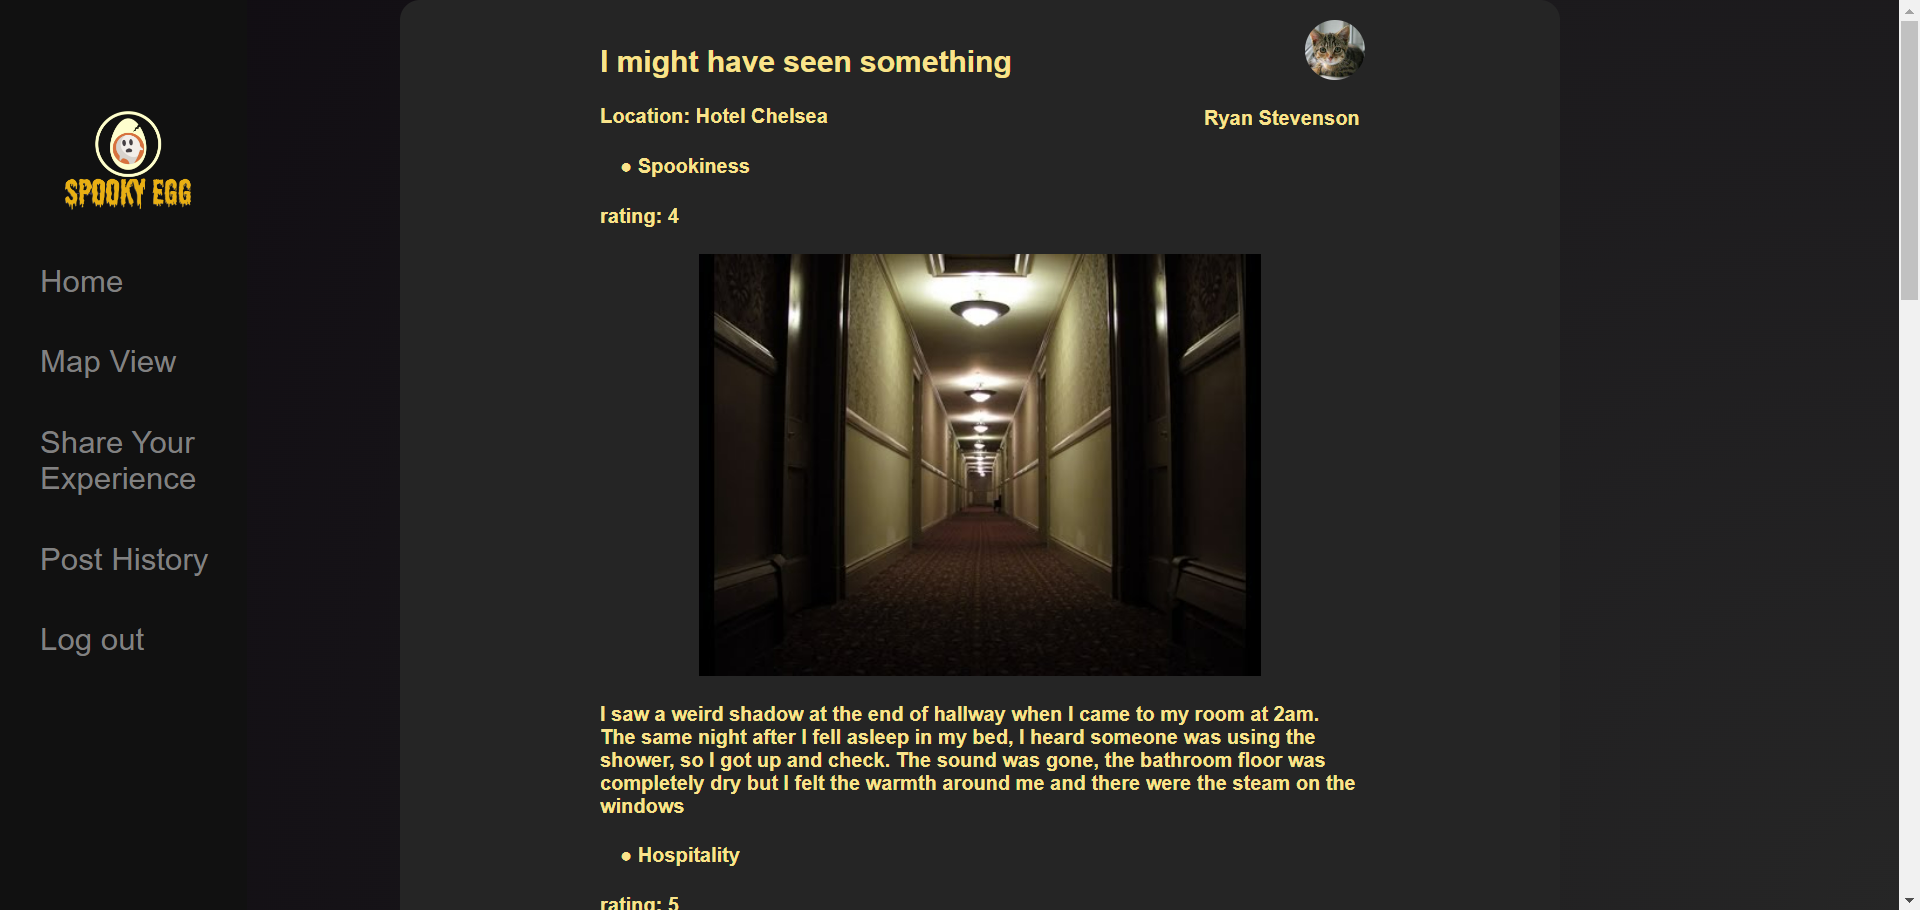 SPOOKY EGG
Home
Map View
Share Your
Experience
Post History
Log out
I might have seen something
Location: Hotel Chelsea
Ryan Stevenson
● Spookiness
rating: 4
I saw a weird shadow at the end of hallway when I came to my room at 2am.
The same night after I fell asleep in my bed, I heard someone was using the
shower, so I got up and check. The sound was gone, the bathroom floor was
completely dry but I felt the warmth around me and there were the steam on the
windows
● Hospitality
rating: 5